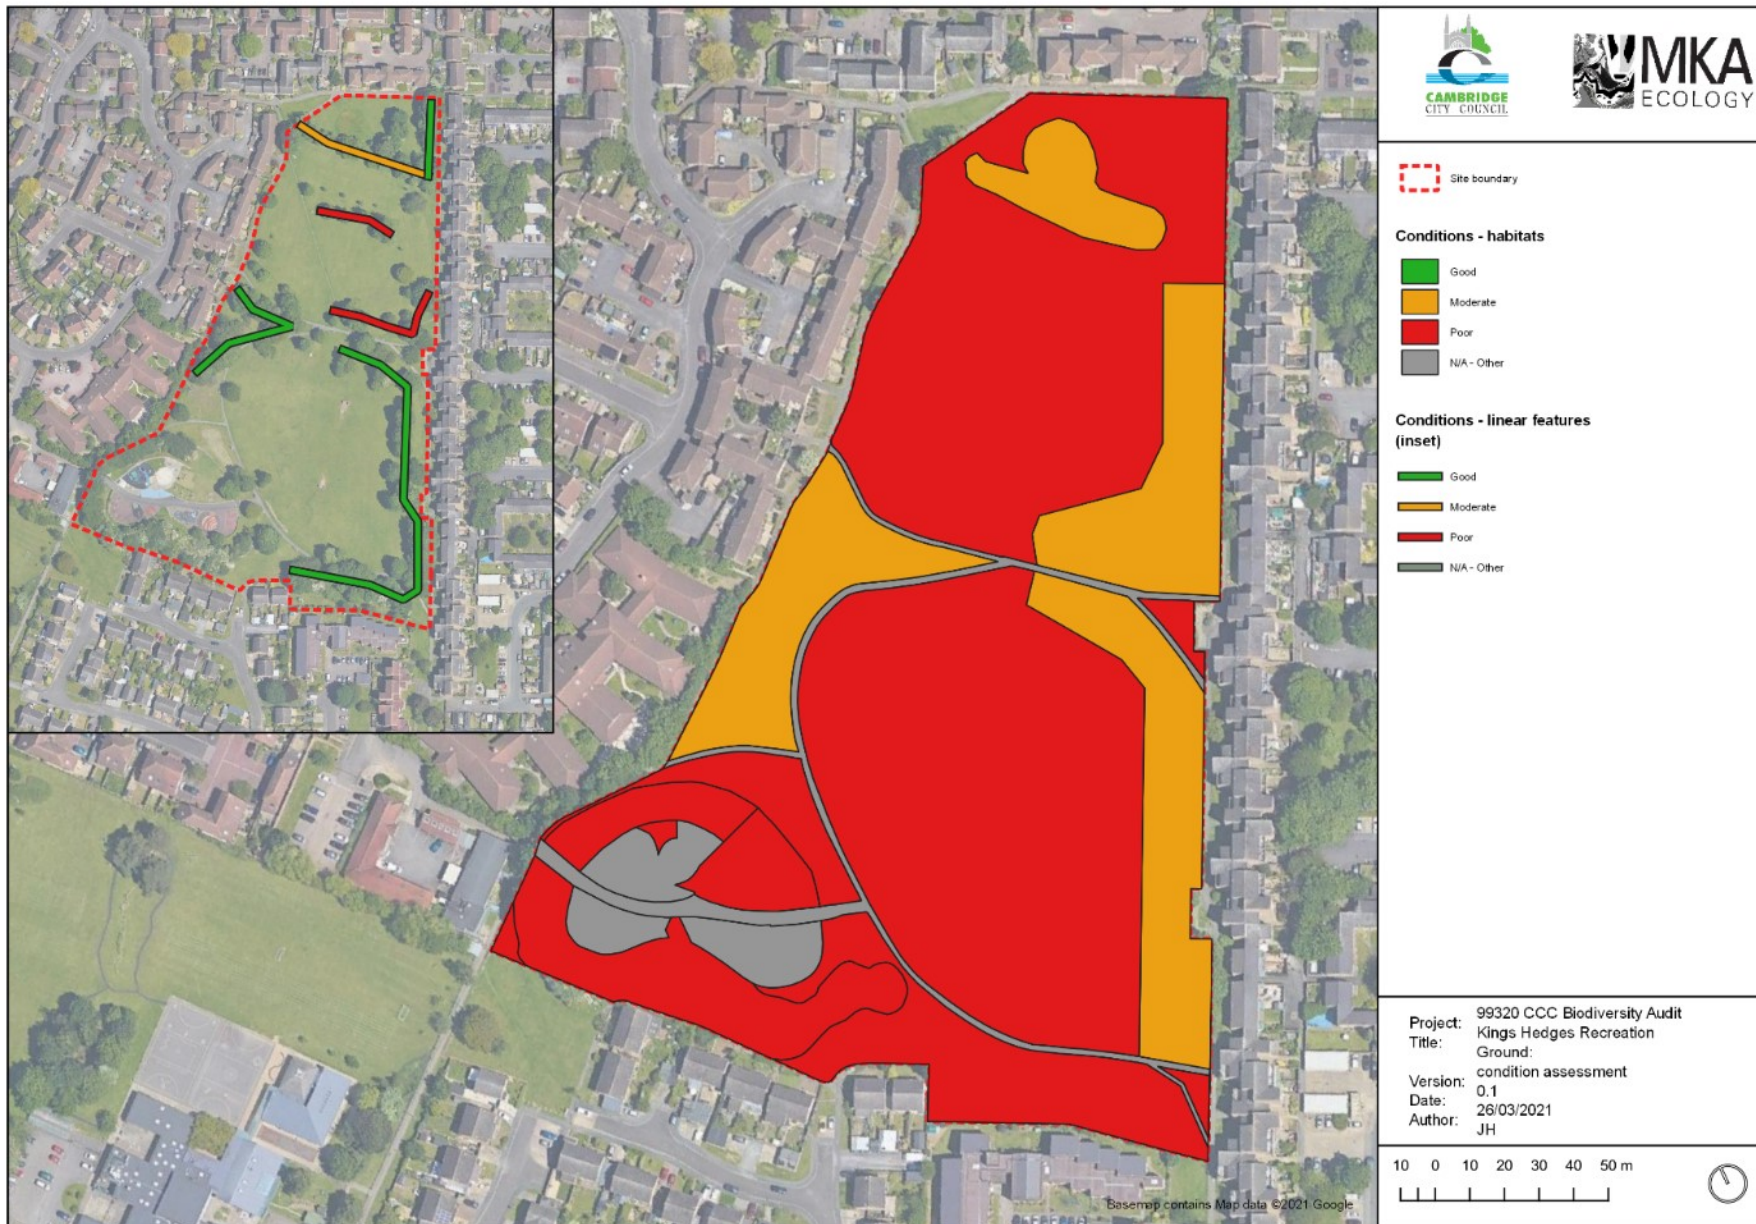 CAMBRIDGE
CITY COUNCIL
MKA
ECOLOGY
Site boundary
Conditions - habitats
Good
Moderate
Poor
N/A - Other
Conditions - linear features
(inset)
Good
Moderate
Poor
N/A - Other
Project: 99320 CCC Biodiversity Audit
Title: Kings Hedges Recreation
Ground:
condition assessment
Version: 0.1
Date: 26/03/2021
Author: JH
10 0 10 20 30 40 50 m
Basemap contains Map data ©2021 Google